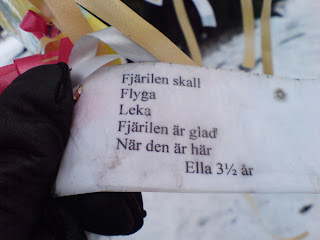 Fjärilen skall
Flyga
Leka
Fjärilen är glad
När den är här
Ella 3½ år